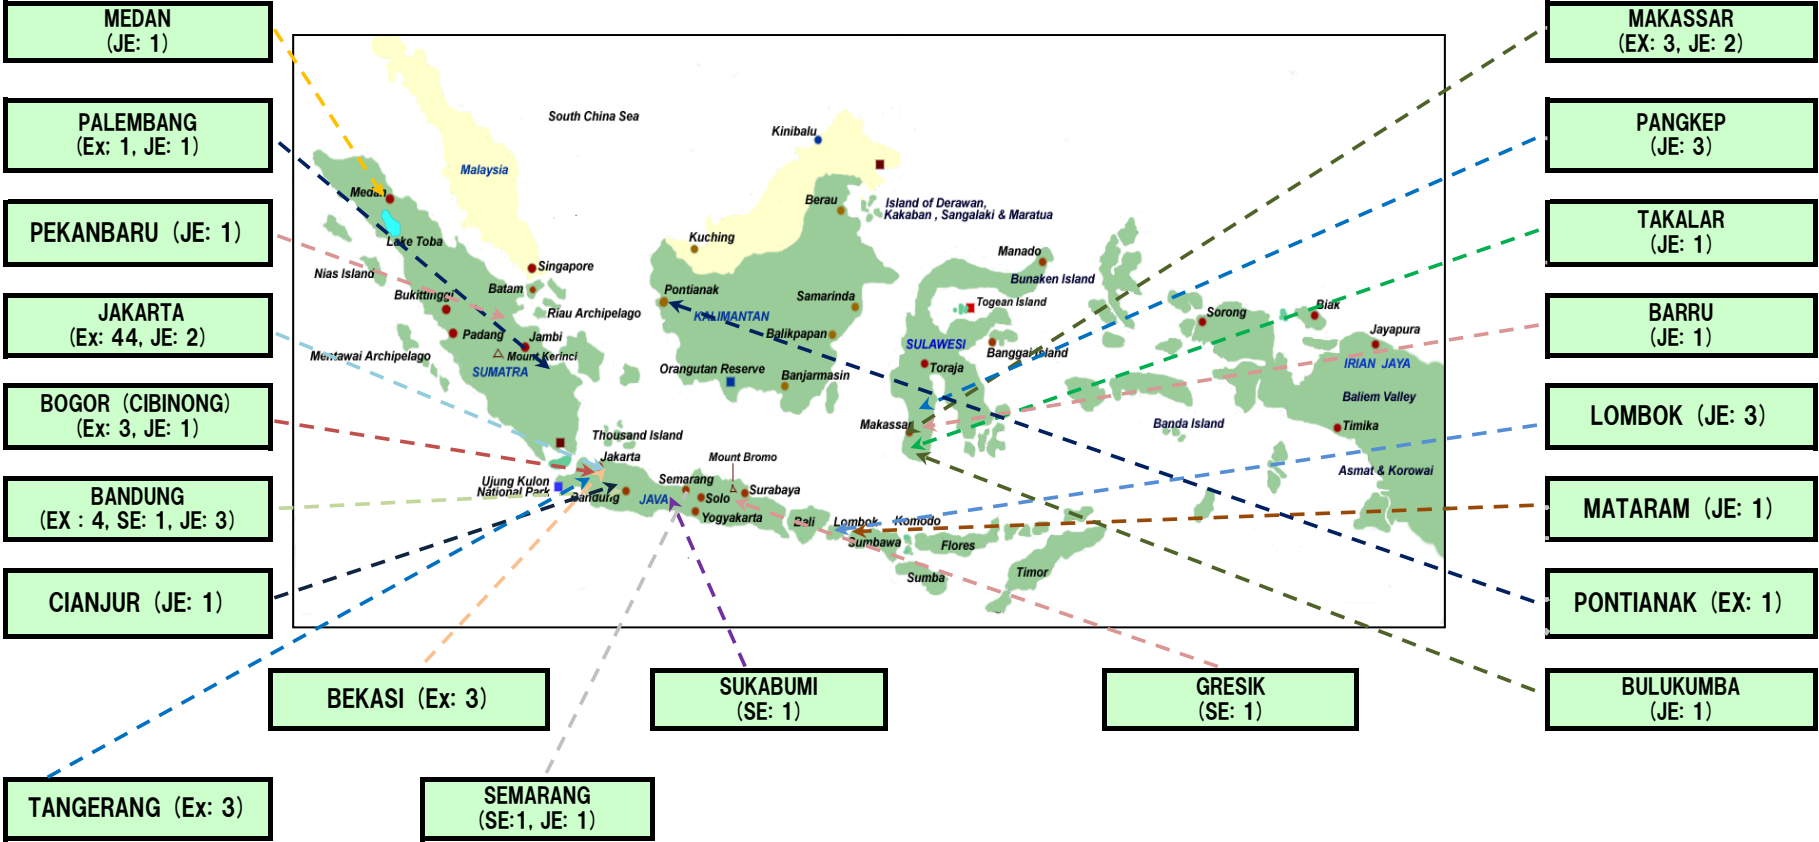 MEDAN
(JE: 1)
PALEMBANG
(Ex: 1, JE: 1)
PEKANBARU (JE: 1)
JAKARTA
(Ex: 44, JE: 2)
BOGOR (CIBINONG)
(Ex: 3, JE: 1)
BANDUNG
(EX : 4, SE: 1, JE: 3)
CIANJUR (JE: 1)
TANGERANG (Ex: 3)
BEKASI (Ex: 3)
SEMARANG
(SE:1, JE: 1)
SUKABUMI
(SE: 1)
GRESIK
(SE: 1)
MAKASSAR
(EX: 3, JE: 2)
PANGKEP
(JE: 3)
TAKALAR
(JE: 1)
BARRU
(JE: 1)
LOMBOK (JE: 3)
MATARAM (JE: 1)
PONTIANAK (EX: 1)
BULUKUMBA
(JE: 1)
South China Sea
Kinibalu
Malaysia
Medan
Berau
Island of Derawan,
Kakaban , Sangalaki & Maratua
Lake Toba
Kuching
Manado
Nias Island
Singapore
Bunaken Island
Batam
Pontianak
Samarinda
Togean Island
Bukittinggi
Riau Archipelago
KALIMANTAN
Sorong
Biak
Padang
Jambi
Balikpapan
SULAWESI
Banggai Island
Jayapura
Mentawai Archipelago
Mount Kerinci
SUMATRA
Orangutan Reserve
Banjarmasin
Toraja
IRIAN JAYA
Baliem Valley
Thousand Island
Makassar
Banda Island
Timika
Jakarta
Mount Bromo
Asmat & Korowai
Ujung Kulon
National Park
Bandung
JAVA
Semarang
Solo
Surabaya
Yogyakarta
Bali
Lombok
Komodo
Sumbawa
Flores
Sumba
Timor